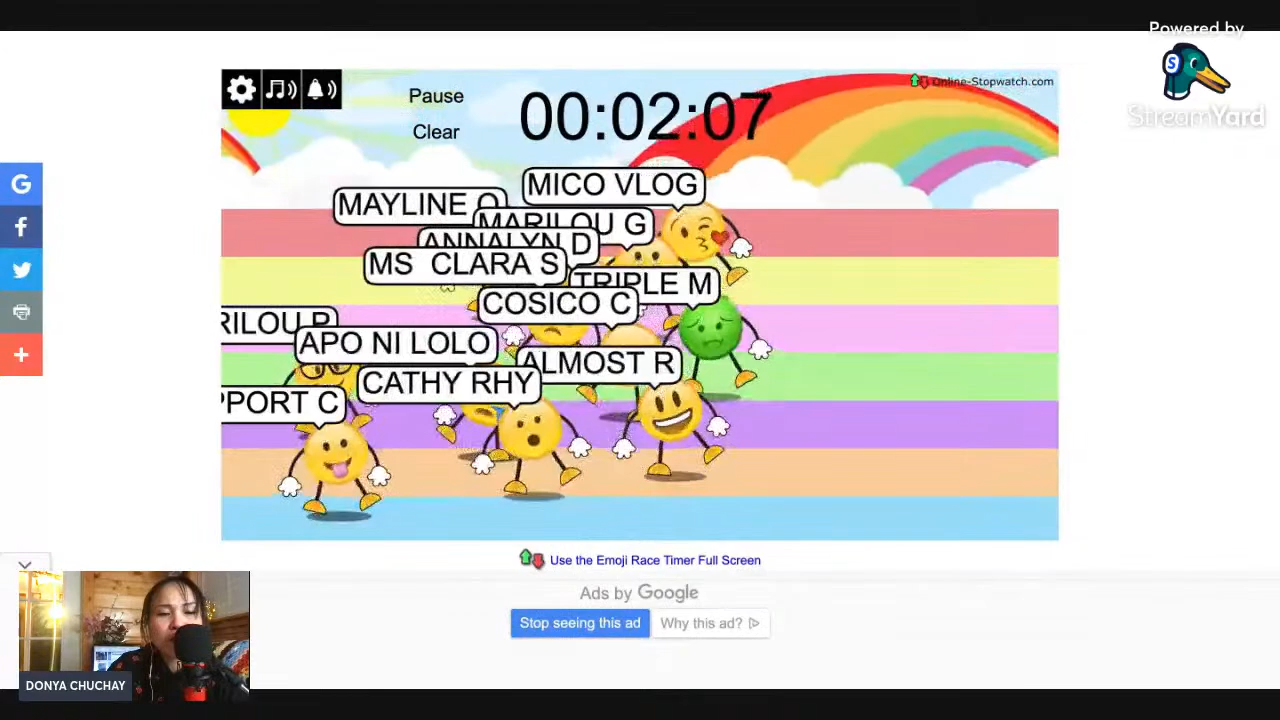 Powered by
StreamYard
Online-Stopwatch.com
Pause
Clear
00:02:07
MICO VLOG
MAYLINE
MARILOU G
ANNALYN D
MS CLARA S
TRIPLE M
COSICO C
RILOU P
APO NI LOLO
ALMOST R
CATHY RHY
PPORT C
Use the Emoji Race Timer Full Screen
Ads by Google
Stop seeing this ad
Why this ad?
DONYA CHUCHAY